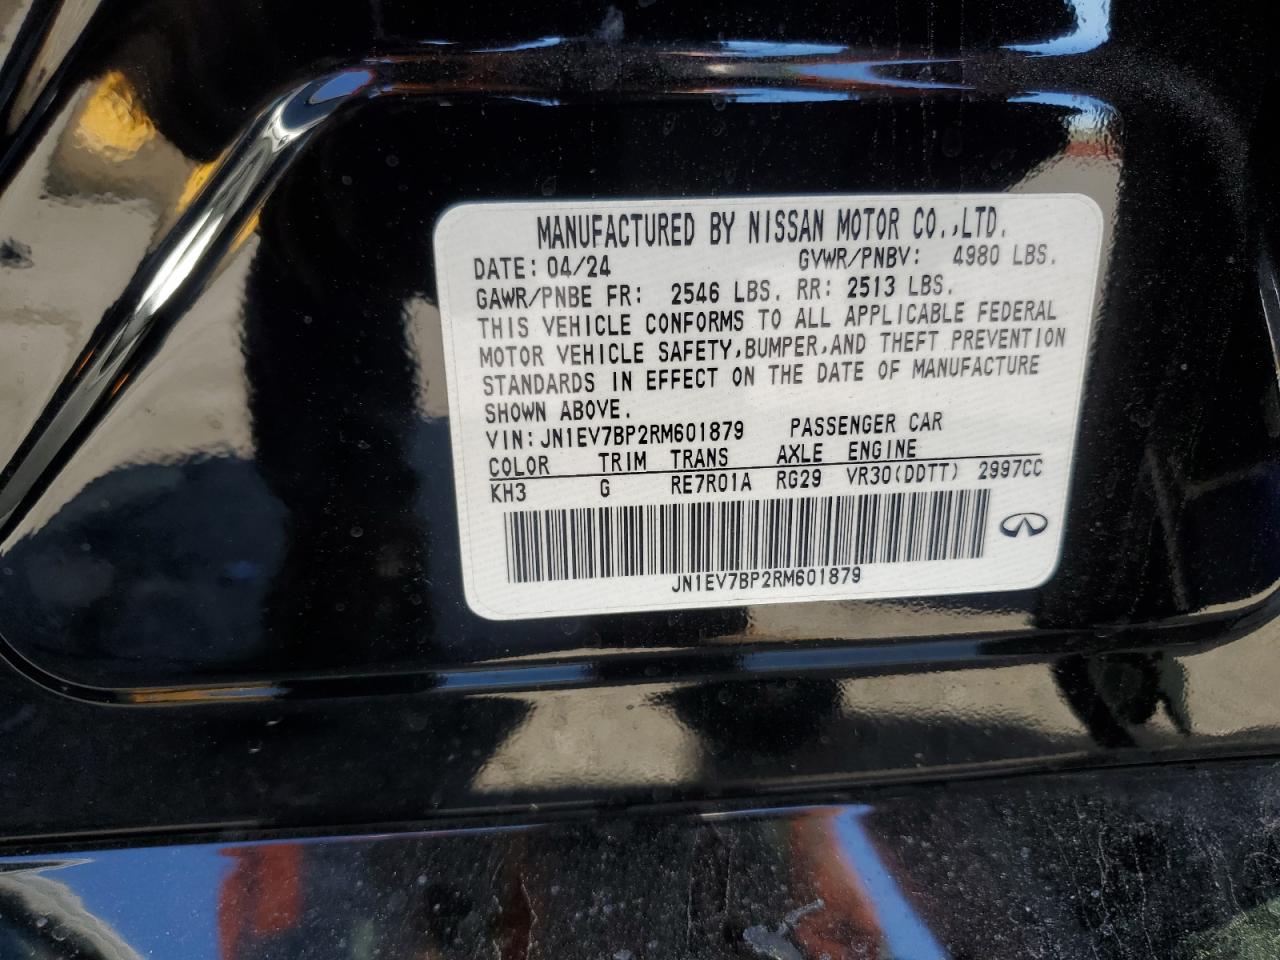 MANUFACTURED BY NISSAN MOTOR CO.,LTD.
DATE: 04/24 GVWR/PNBV: 4980 LBS.
GAWR/PNBE FR: 2546 LBS. RR: 2513 LBS.
THIS VEHICLE CONFORMS TO ALL APPLICABLE FEDERAL
MOTOR VEHICLE SAFETY,BUMPER,AND THEFT PREVENTION
STANDARDS IN EFFECT ON THE DATE OF MANUFACTURE
SHOWN ABOVE.
VIN: JN1EV7BP2RM601879 PASSENGER CAR
COLOR TRIM TRANS AXLE ENGINE
KH3 G RE7R01A RG29 VR30(DDTT) 2997CC
JN1EV7BP2RM601879